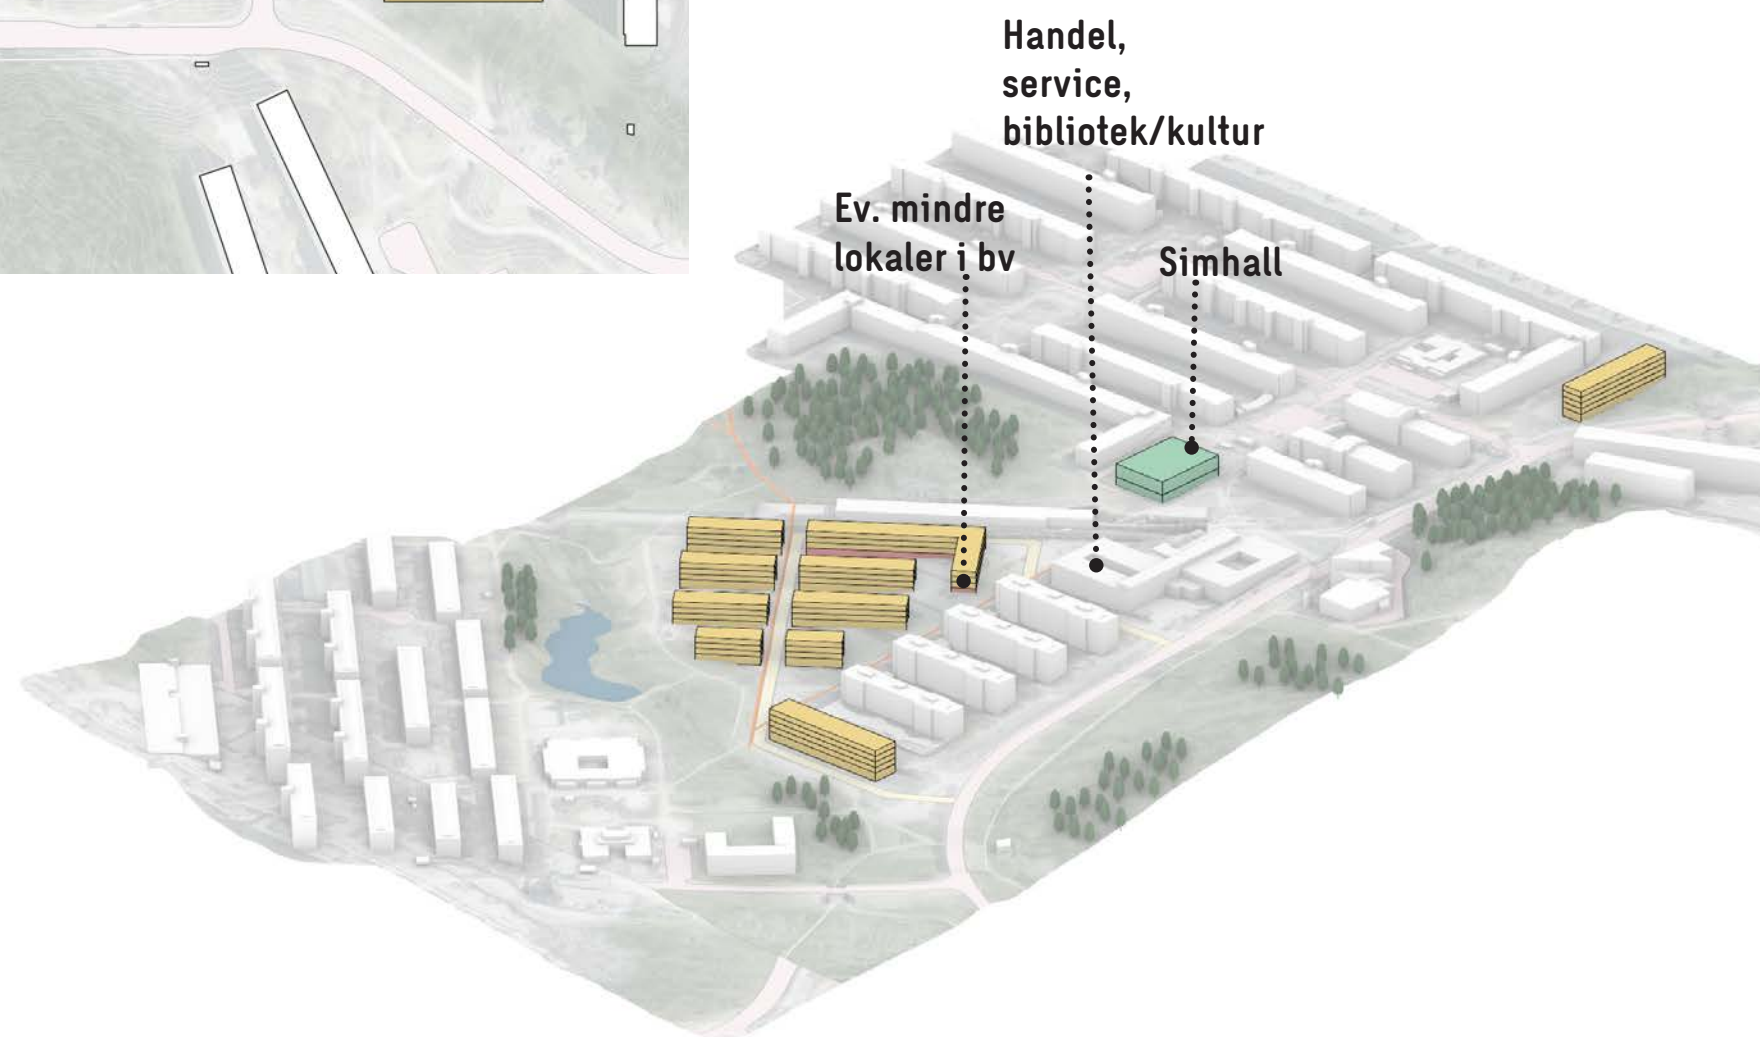 Handel,
service,
bibliotek/kultur
Ev. mindre
lokaler i bv
Simhall